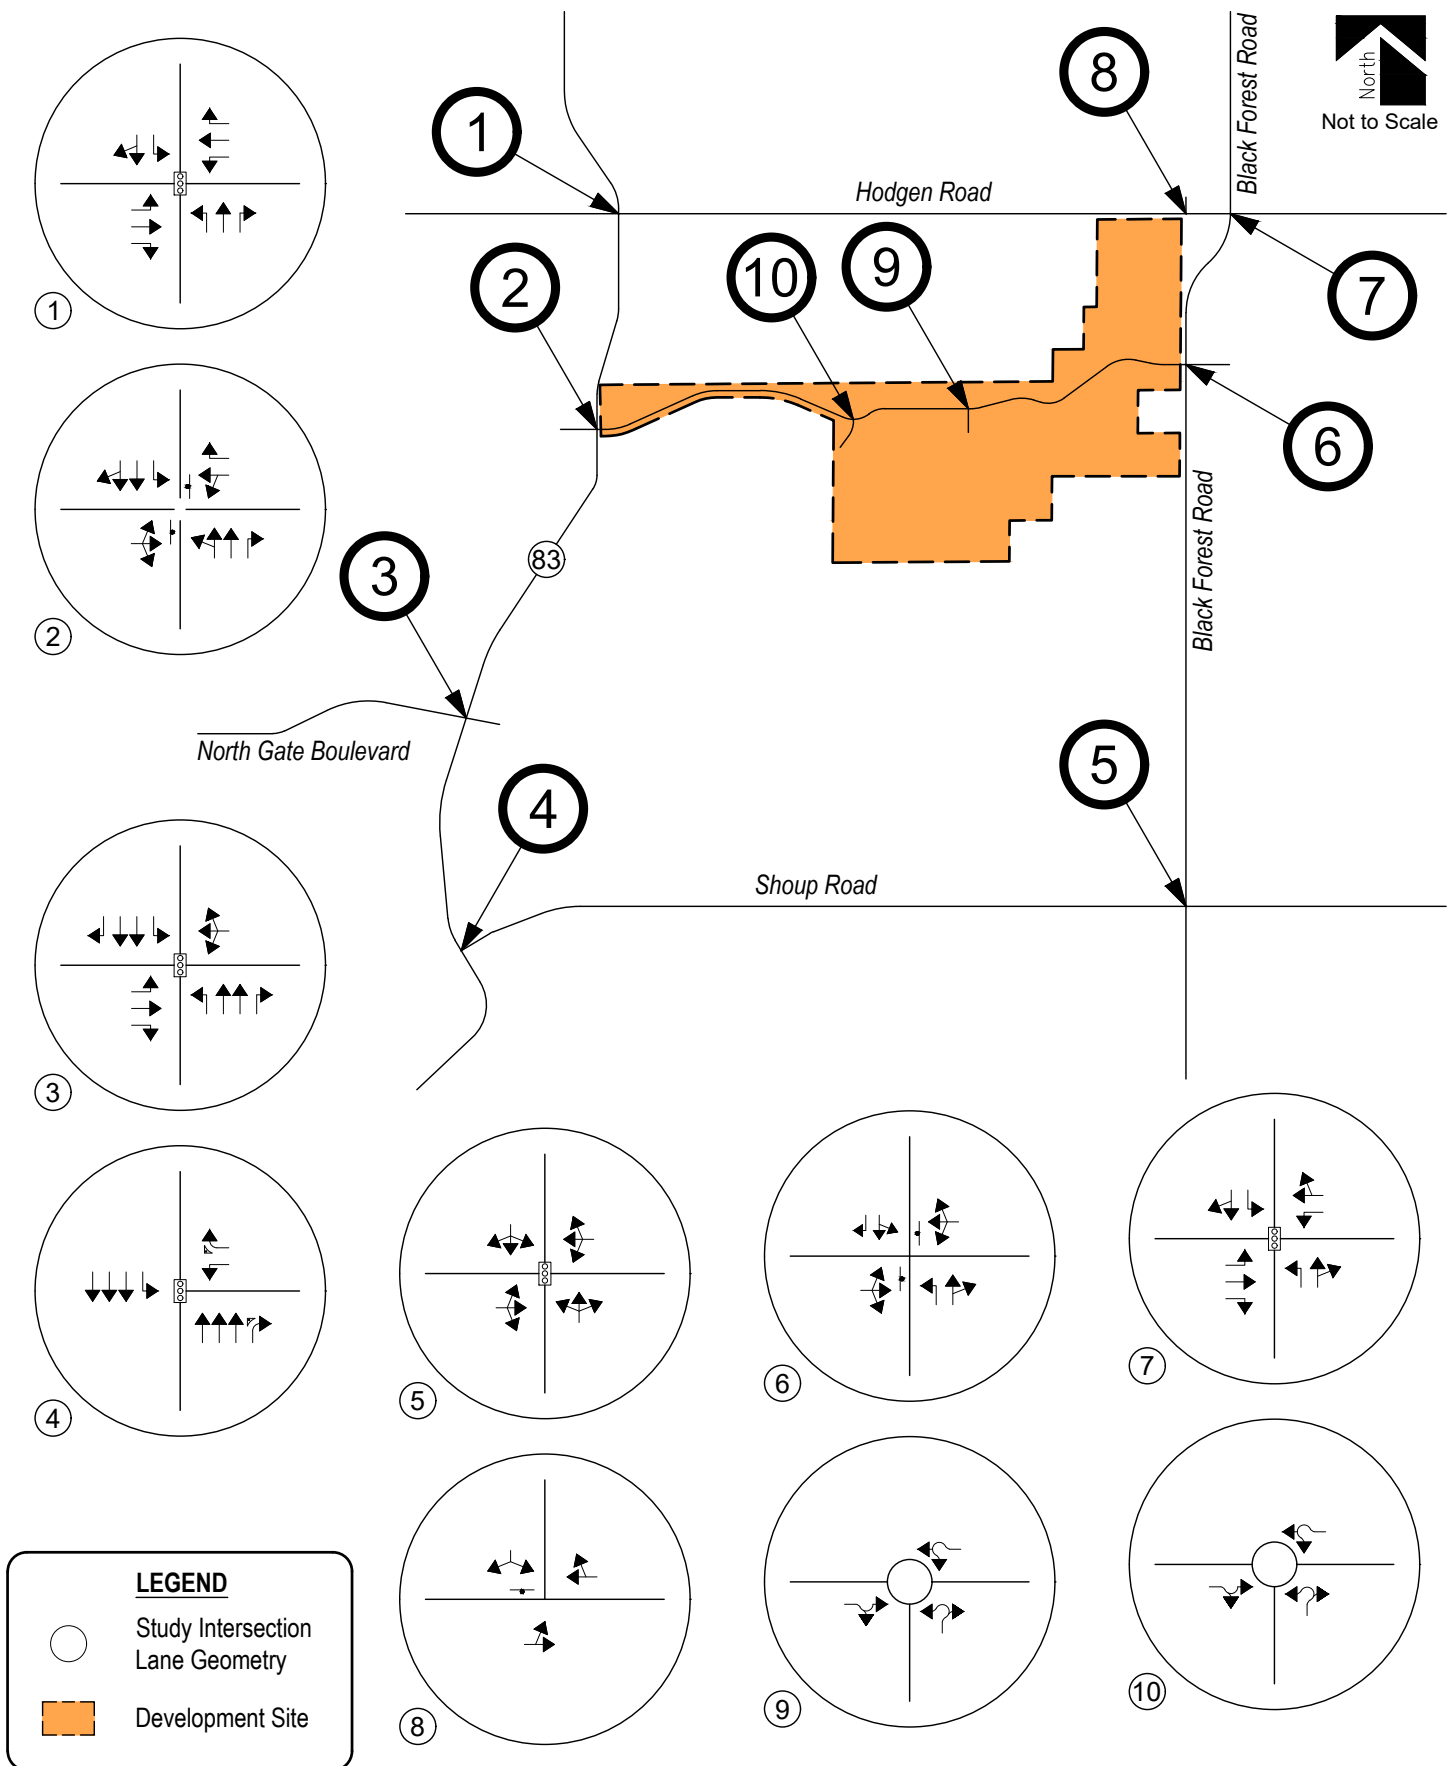 Black Forest Road
North
Not to Scale
8
1
Hodgen Road
1
2
10
9
7
6
2
3
83
Black Forest Road
North Gate Boulevard
5
4
Shoup Road
3
4
5
6
7
8
9
10
LEGEND
Study Intersection
Lane Geometry
Development Site